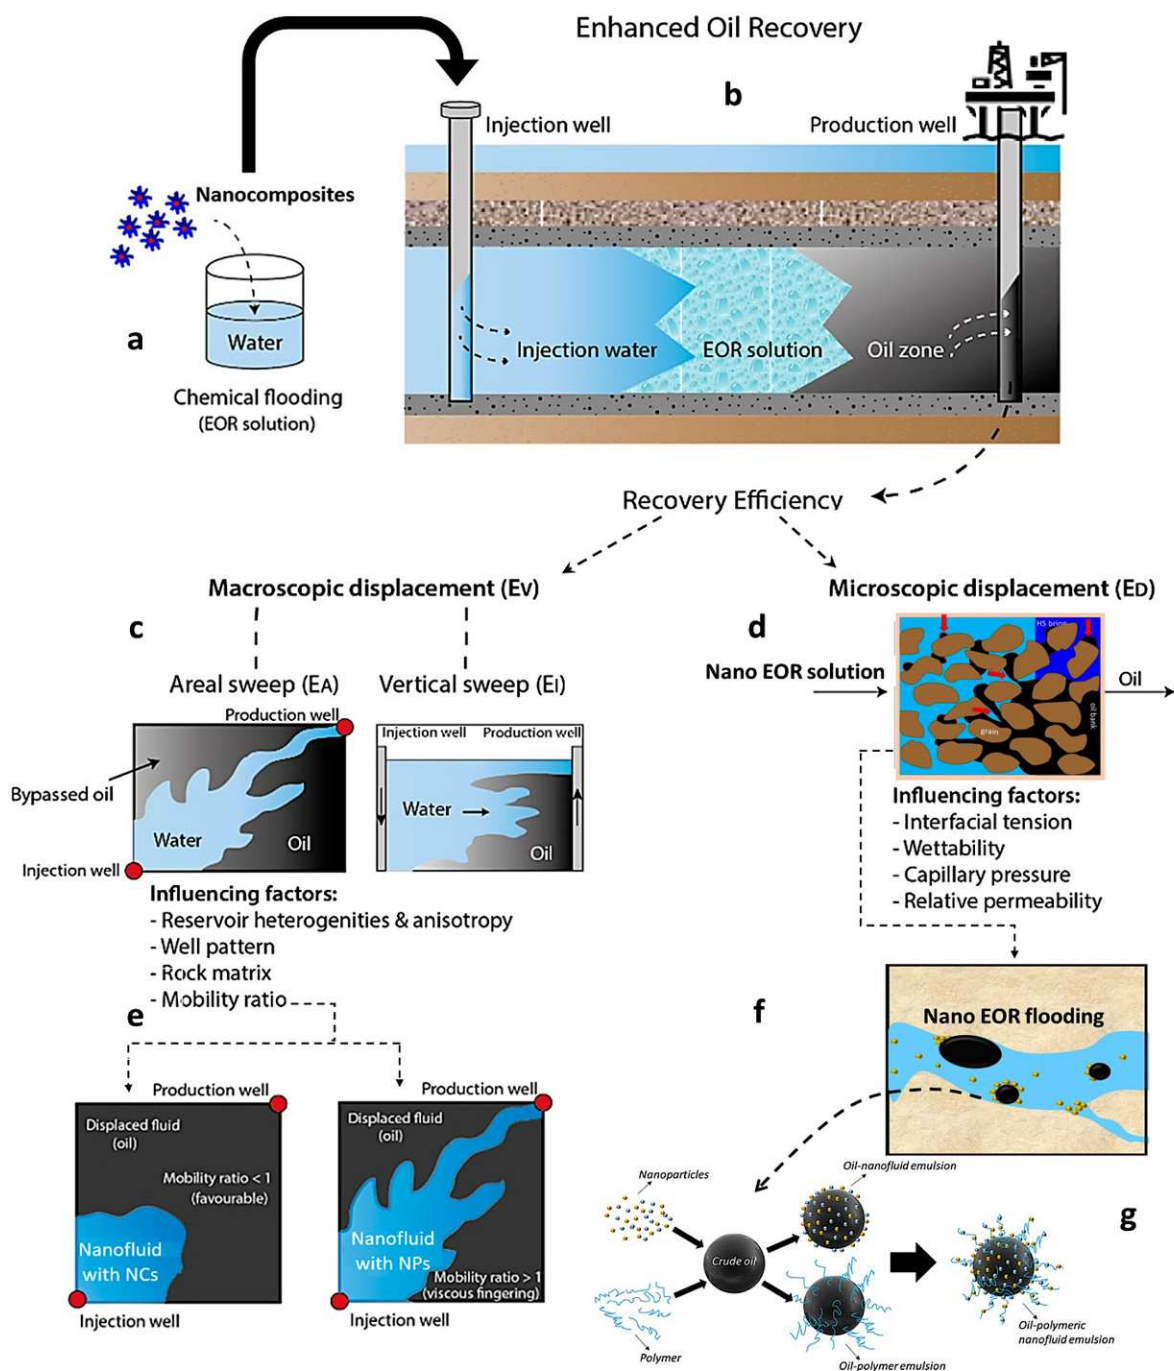 Enhanced Oil Recovery
b
Injection well
Production well
Nanocomposites
a
Water
Chemical flooding
(EOR solution)
Injection water
EOR solution
Oil zone
Recovery Efficiency
Macroscopic displacement (EV)
Microscopic displacement (ED)
c
Areal sweep (EA)
Vertical sweep (EI)
Production well
Bypassed oil
Water
Oil
Injection well
Injection well
Production well
Water
Oil
Influencing factors:
- Reservoir heterogenities & anisotropy
- Well pattern
- Rock matrix
- Mobility ratio
d
Nano EOR solution
HS brine
oil bank
grain
Oil
Influencing factors:
- Interfacial tension
- Wettability
- Capillary pressure
- Relative permeability
e
Production well
Displaced fluid
(oil)
Mobility ratio < 1
(favourable)
Nanofluid
with NCs
Injection well
Production well
Displaced fluid
(oil)
Nanofluid
with NPs
Mobility ratio > 1
(viscous fingering)
Injection well
f
Nano EOR flooding
g
Nanoparticles
Oil-nanofluid emulsion
Crude oil
Polymer
Oil-polymer emulsion
Oil-polymeric
nanofluid emulsion